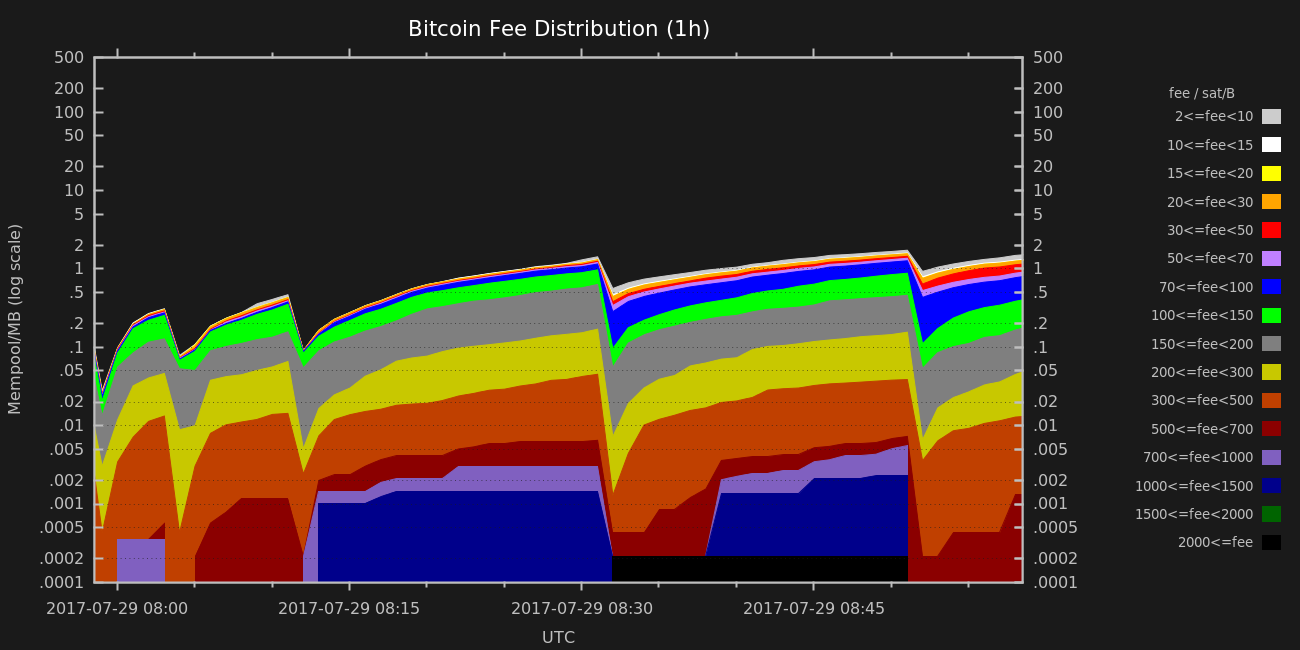 Bitcoin Fee Distribution (1h)
Mempool/MB (log scale)
500
200
100
50
20
10
5
2
1
.5
.2
.1
.05
.02
.01
.005
.002
.001
.0005
.0002
.0001
500
200
100
50
20
10
5
2
1
.5
.2
.1
.05
.02
.01
.005
.002
.001
.0005
.0002
.0001
2017-07-29 08:00
2017-07-29 08:15
2017-07-29 08:30
2017-07-29 08:45
UTC
fee / sat/B
2<=fee<10
10<=fee<15
15<=fee<20
20<=fee<30
30<=fee<50
50<=fee<70
70<=fee<100
100<=fee<150
150<=fee<200
200<=fee<300
300<=fee<500
500<=fee<700
700<=fee<1000
1000<=fee<1500
1500<=fee<2000
2000<=fee